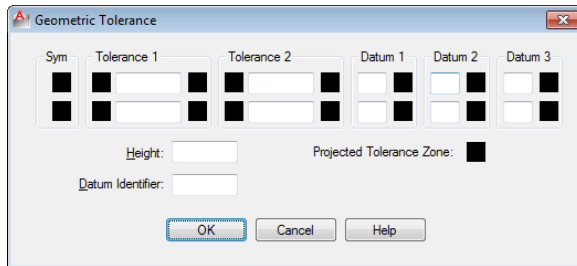 Geometric Tolerance
Sym Tolerance 1 Tolerance 2 Datum 1 Datum 2 Datum 3
Height: Projected Tolerance Zone:
Datum Identifier:
OK Cancel Help